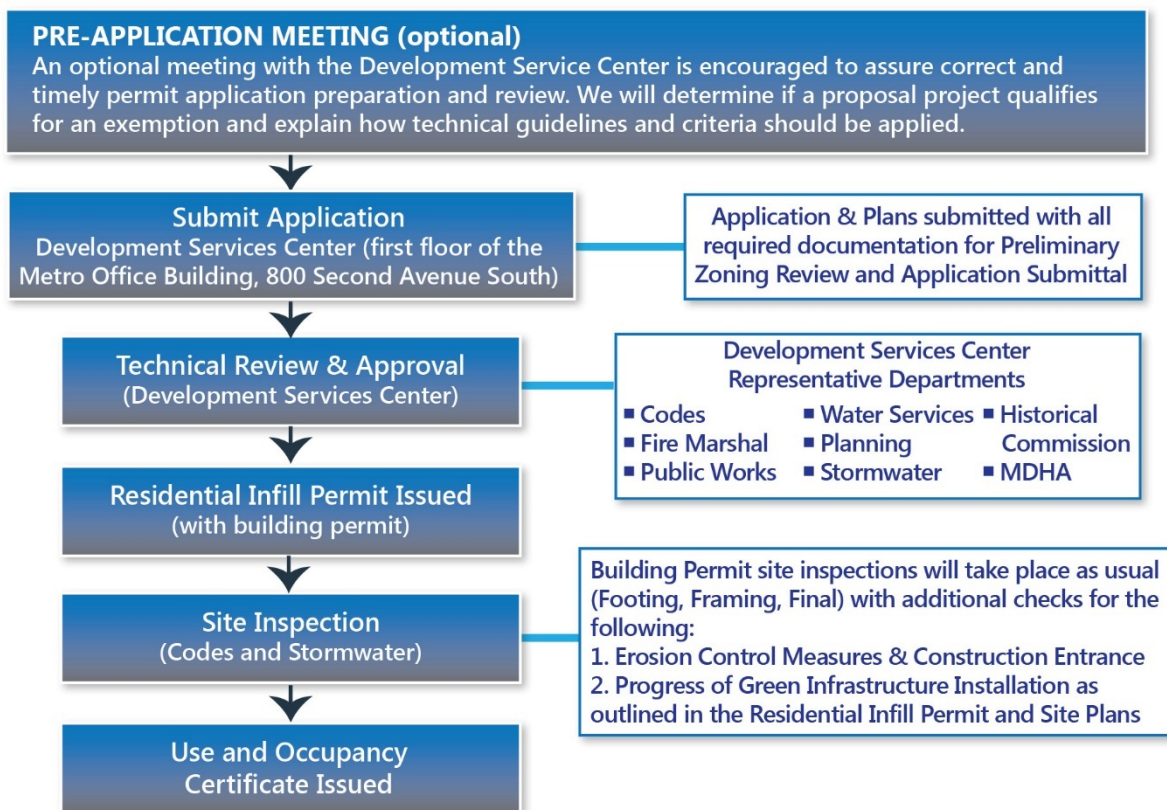 PRE-APPLICATION MEETING (optional)
An optional meeting with the Development Service Center is encouraged to assure correct and
timely permit application preparation and review. We will determine if a proposal project qualifies
for an exemption and explain how technical guidelines and criteria should be applied.
Submit Application
Development Services Center (first floor of the
Metro Office Building, 800 Second Avenue South)
Application & Plans submitted with all
required documentation for Preliminary
Zoning Review and Application Submittal
Technical Review & Approval
(Development Services Center)
Development Services Center
Representative Departments
▪ Codes
▪ Fire Marshal
▪ Public Works
▪ Water Services
▪ Planning
▪ Stormwater
▪ Historical
Commission
▪ MDHA
Residential Infill Permit Issued
(with building permit)
Site Inspection
(Codes and Stormwater)
Building Permit site inspections will take place as usual
(Footing, Framing, Final) with additional checks for the
following:
1. Erosion Control Measures & Construction Entrance
2. Progress of Green Infrastructure Installation as
outlined in the Residential Infill Permit and Site Plans
Use and Occupancy
Certificate Issued